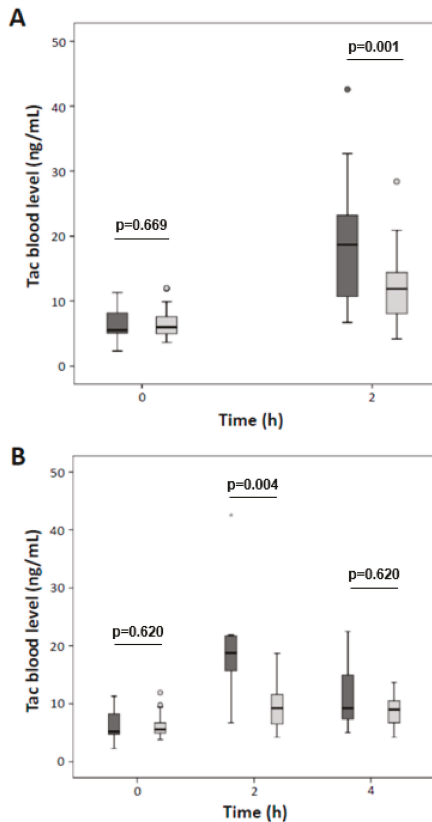 A
50
40
30
20
10
0
Tac blood level (ng/mL)
p=0.669
p=0.001
0
2
Time (h)
B
50
40
30
20
10
0
Tac blood level (ng/mL)
p=0.620
p=0.004
p=0.620
0
2
4
Time (h)